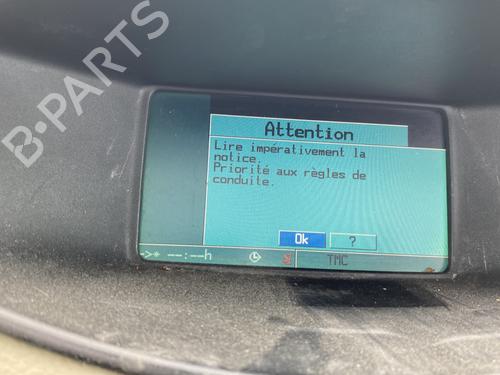 B-PARTS
Attention
Lire impérativement la
notice.
Priorité aux règles de
conduite.
Ok ?
--:--h TMC